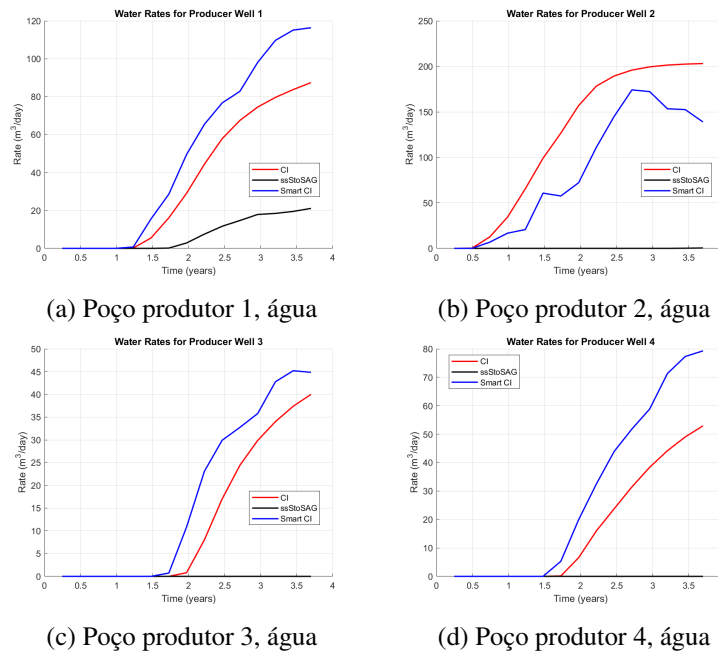 Water Rates for Producer Well 1
Rate (m³/day)
120
100
80
60
40
20
0
0 0.5 1 1.5 2 2.5 3 3.5 4
Time (years)
CI
ssStoSAG
Smart CI
(a) Poço produtor 1, água
Water Rates for Producer Well 2
Rate (m³/day)
250
200
150
100
50
0
0 0.5 1 1.5 2 2.5 3 3.5
Time (years)
CI
ssStoSAG
Smart CI
(b) Poço produtor 2, água
Water Rates for Producer Well 3
Rate (m³/day)
50
45
40
35
30
25
20
15
10
5
0
0 0.5 1 1.5 2 2.5 3 3.5 4
Time (years)
CI
ssStoSAG
Smart CI
(c) Poço produtor 3, água
Water Rates for Producer Well 4
Rate (m³/day)
80
70
60
50
40
30
20
10
0
0 0.5 1 1.5 2 2.5 3 3.5
Time (years)
CI
ssStoSAG
Smart CI
(d) Poço produtor 4, água